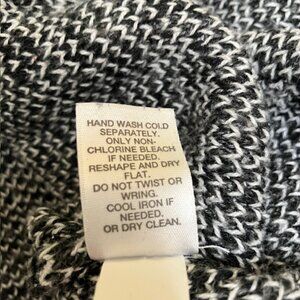 HAND WASH COLD
SEPARATELY.
ONLY NON-
CHLORINE BLEACH
IF NEEDED.
RESHAPE AND DRY
FLAT.
DO NOT TWIST OR
WRING.
COOL IRON IF
NEEDED.
OR DRY CLEAN.